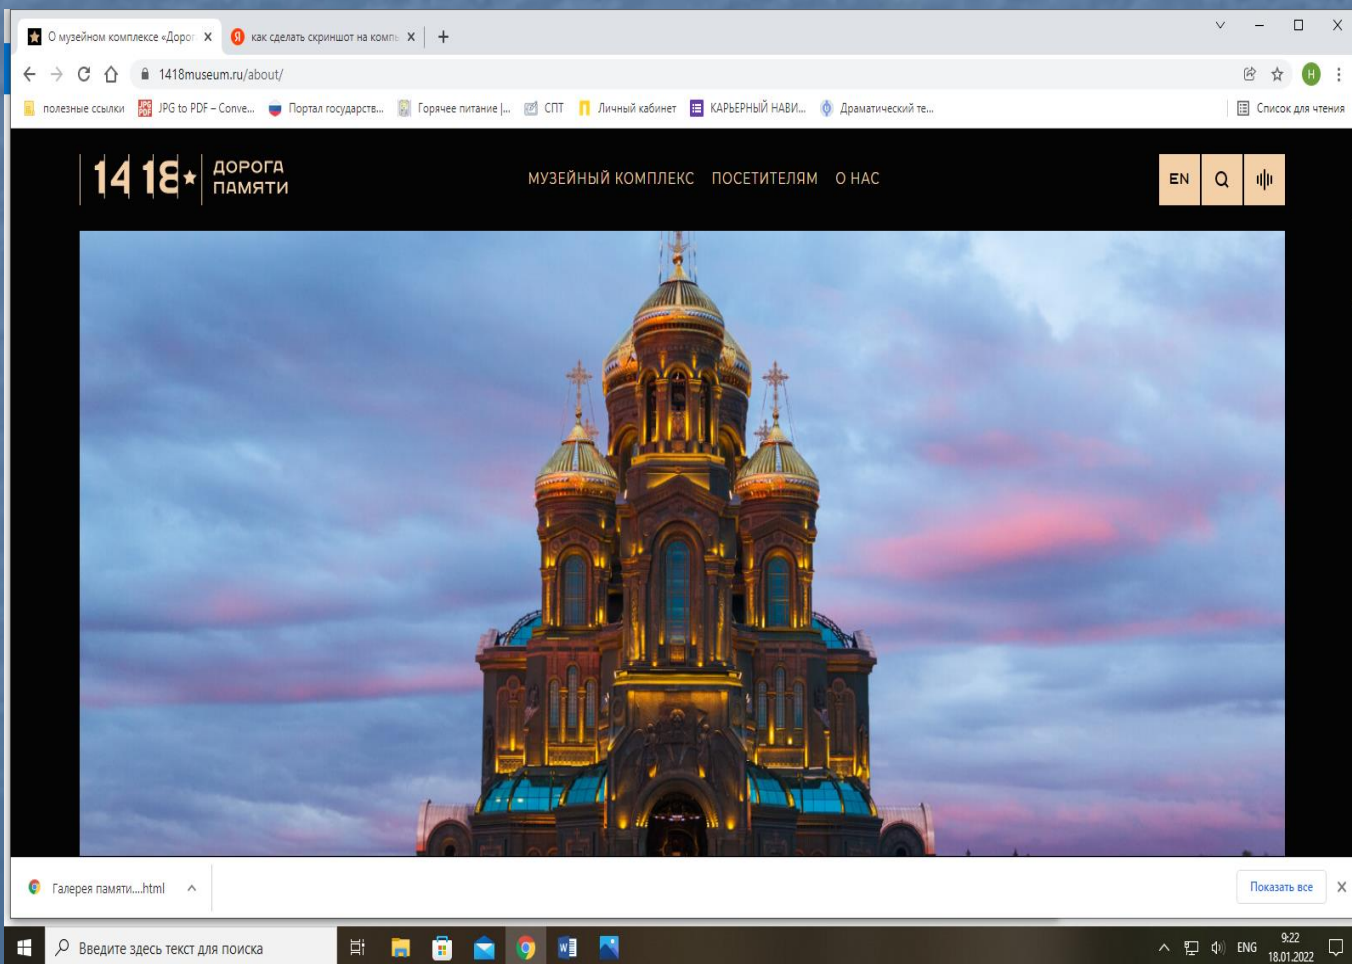 О музейном комплексе «Дорог
как сделать скриншот на компь
1418museum.ru/about/
полезные ссылки JPG to PDF – Conve... Портал государств... Горячее питание |... СПТ Личный кабинет КАРЬЕРНЫЙ НАВИ... Драматический те... Список для чтения
1418 ДОРОГА
ПАМЯТИ
МУЗЕЙНЫЙ КОМПЛЕКС ПОСЕТИТЕЛЯМ О НАС
EN
Галерея памяти....html
Показать все
Введите здесь текст для поиска
ENG
9:22
18.01.2022